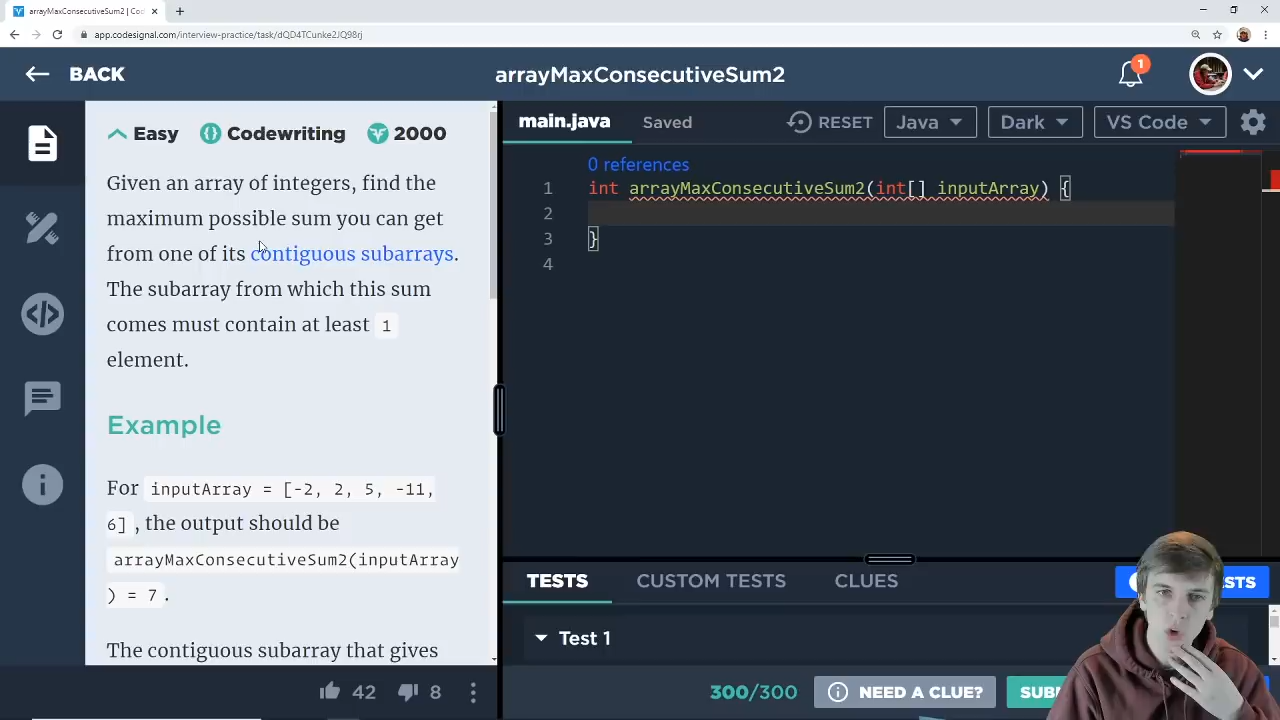 arrayMaxConsecutiveSum2 | Cod
app.codesignal.com/interview-practice/task/dQD4TCunke2JQ98rj
BACK
arrayMaxConsecutiveSum2
1
Easy
Codewriting
2000
Given an array of integers, find the
maximum possible sum you can get
from one of its contiguous subarrays.
The subarray from which this sum
comes must contain at least 1
element.
Example
For inputArray = [-2, 2, 5, -11,
6], the output should be
arrayMaxConsecutiveSum2(inputArray
) = 7.
The contiguous subarray that gives
42
8
main.java
Saved
RESET
Java
Dark
VS Code
0 references
1 int arrayMaxConsecutiveSum2(int[] inputArray) {
2
3 }
4
TESTS
CUSTOM TESTS
CLUES
STS
Test 1
300/300
NEED A CLUE?
SUB